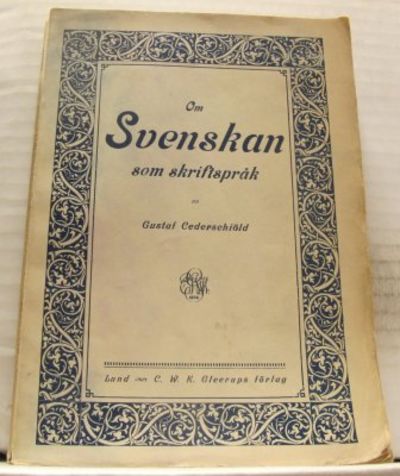 Om
Svenskan
som skriftspråk
av
Gustaf Cederschiöld
Lund C. W. K. Gleerups förlag